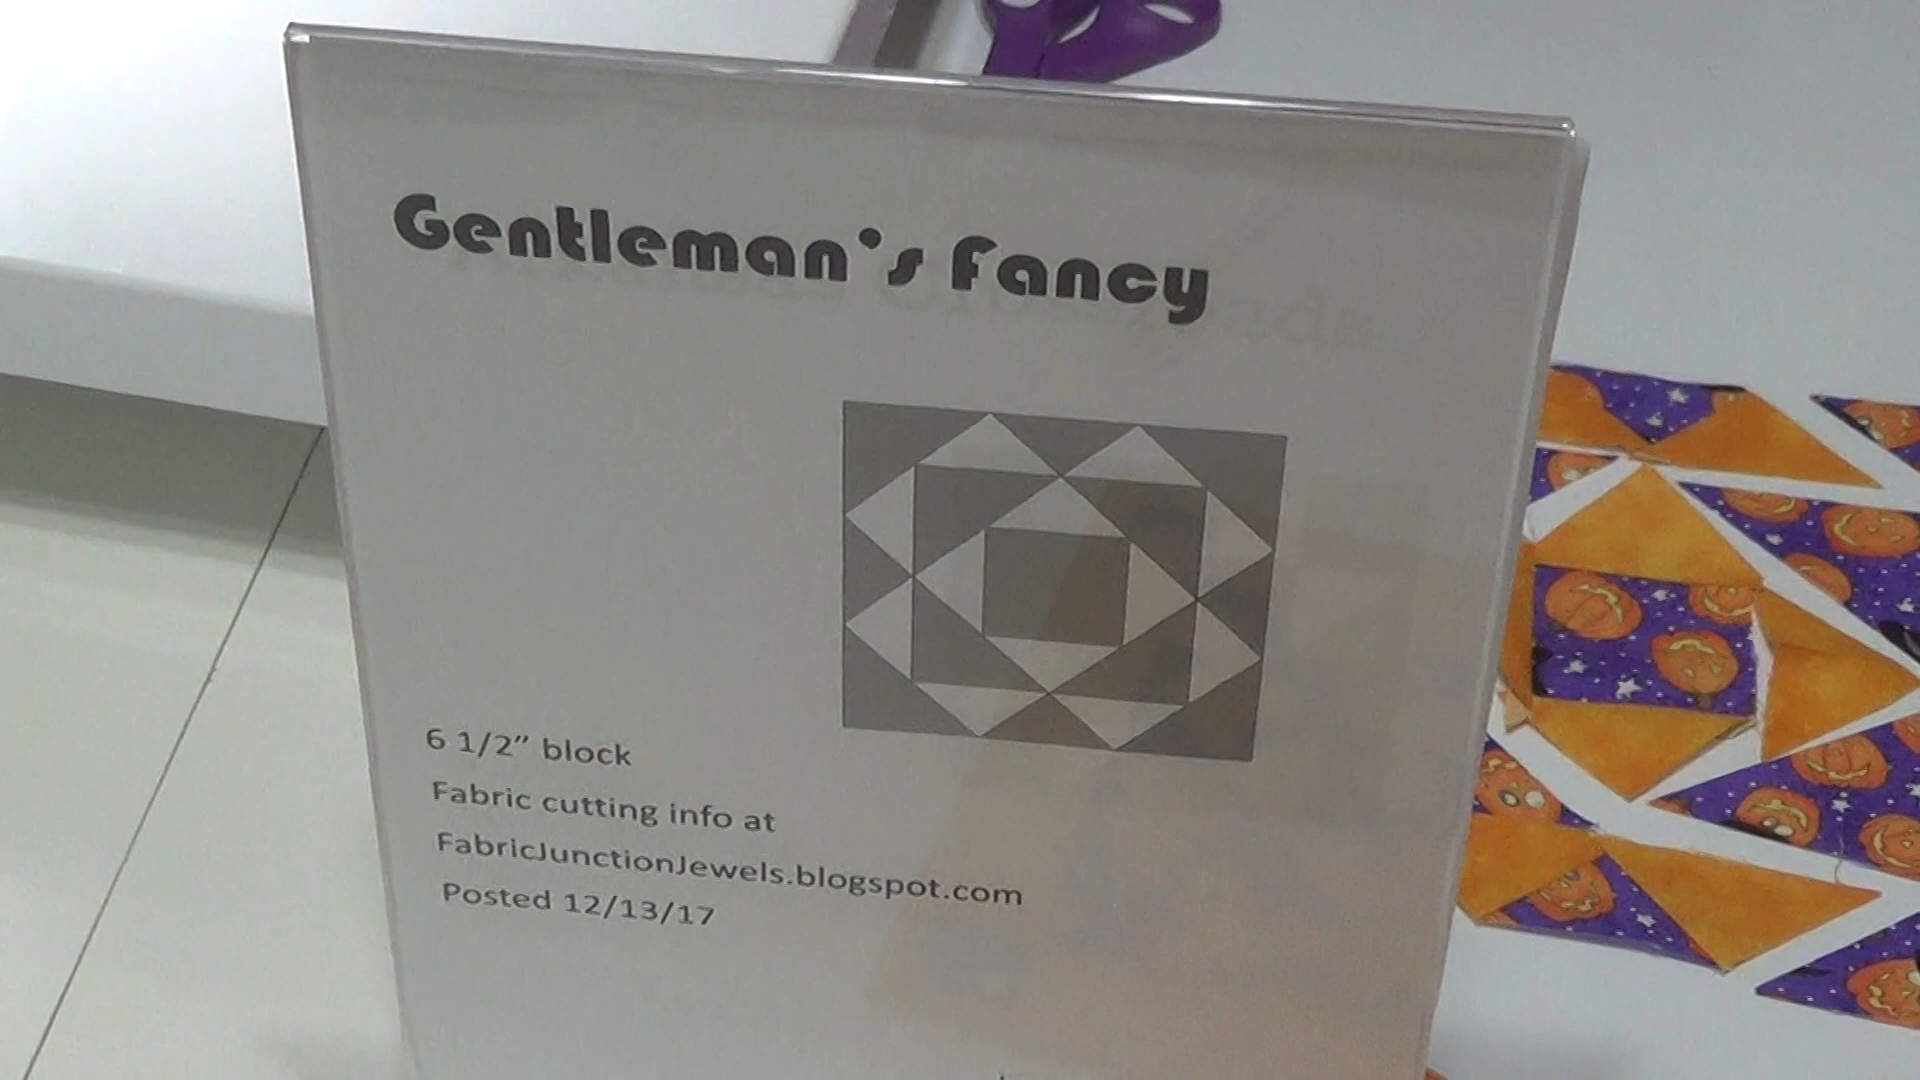 Gentleman's Fancy
6 1/2” block
Fabric cutting info at
FabricJunctionJewels.blogspot.com
Posted 12/13/17